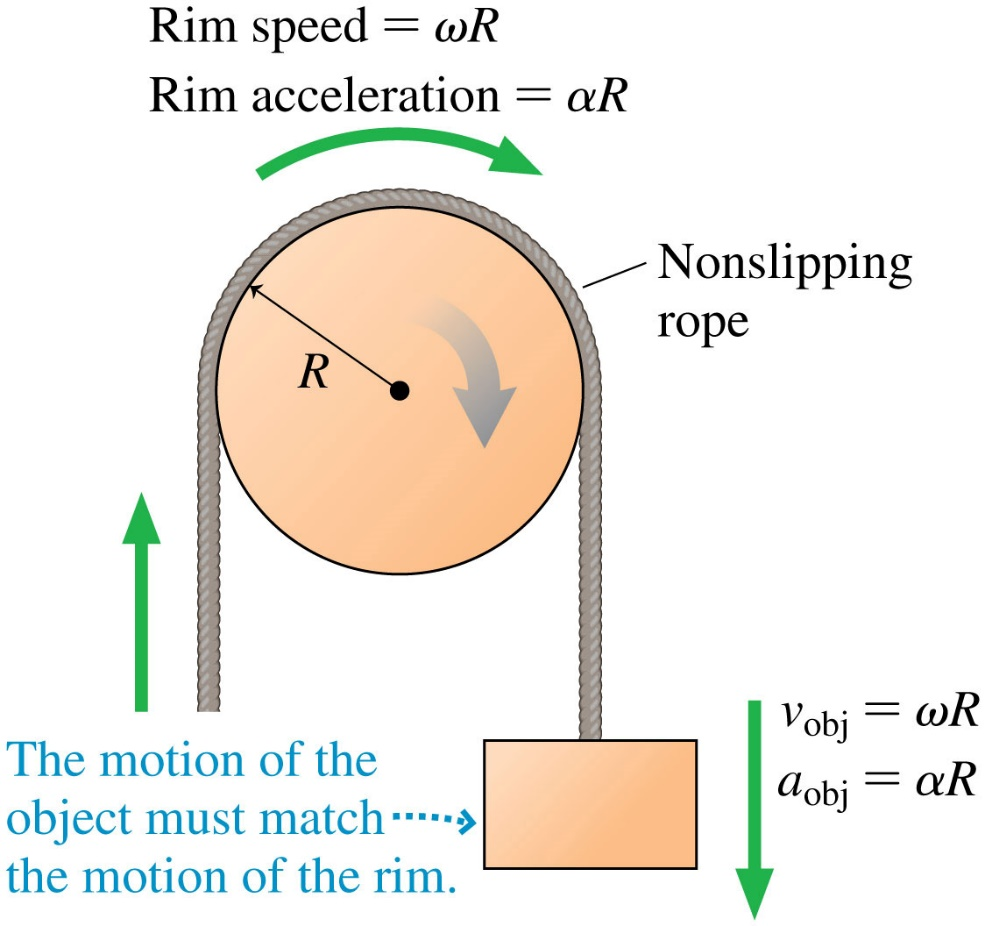 Rim speed = ωR
Rim acceleration = αR
Nonslipping
rope
R
v_obj = ωR
a_obj = αR
The motion of the
object must match
the motion of the rim.